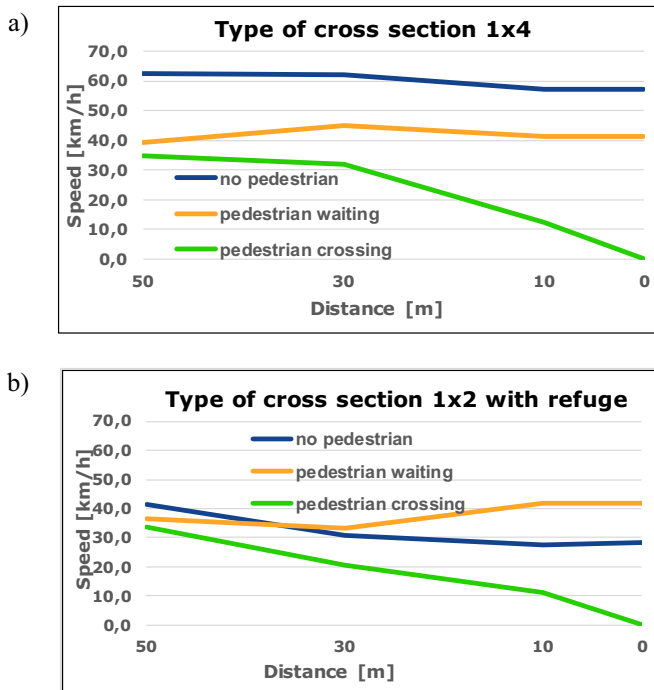 a)
Type of cross section 1x4
70,0
60,0
50,0
40,0
30,0
20,0
10,0
0,0
Speed [km/h]
no pedestrian
pedestrian waiting
pedestrian crossing
50 30 10 0
Distance [m]
b)
Type of cross section 1x2 with refuge
70,0
60,0
50,0
40,0
30,0
20,0
10,0
0,0
Speed [km/h]
no pedestrian
pedestrian waiting
pedestrian crossing
50 30 10 0
Distance [m]